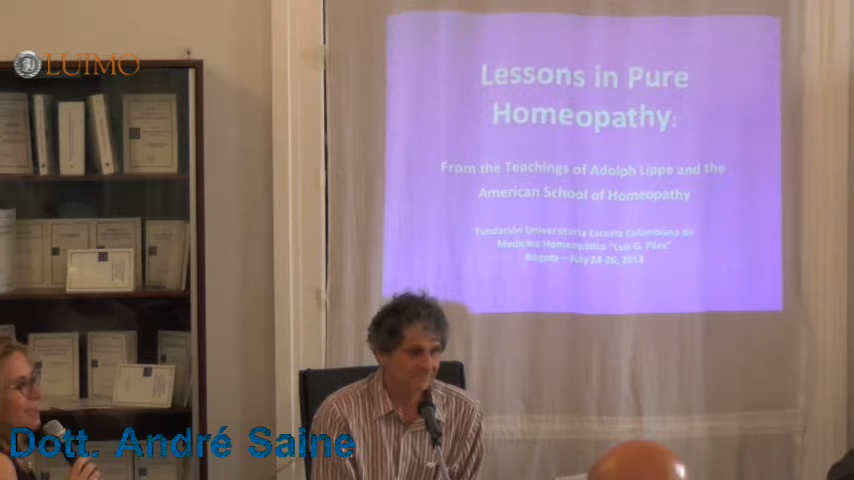 LUIMO
Lessons in Pure
Homeopathy:
From the Teachings of Adolph Lippe and the
American School of Homeopathy
Fundación Universitaria Escuela Colombiana de
Medicina Homeopática "Luis G. Páez"
Bogota – July 24-26, 2018
Dott. André Saine